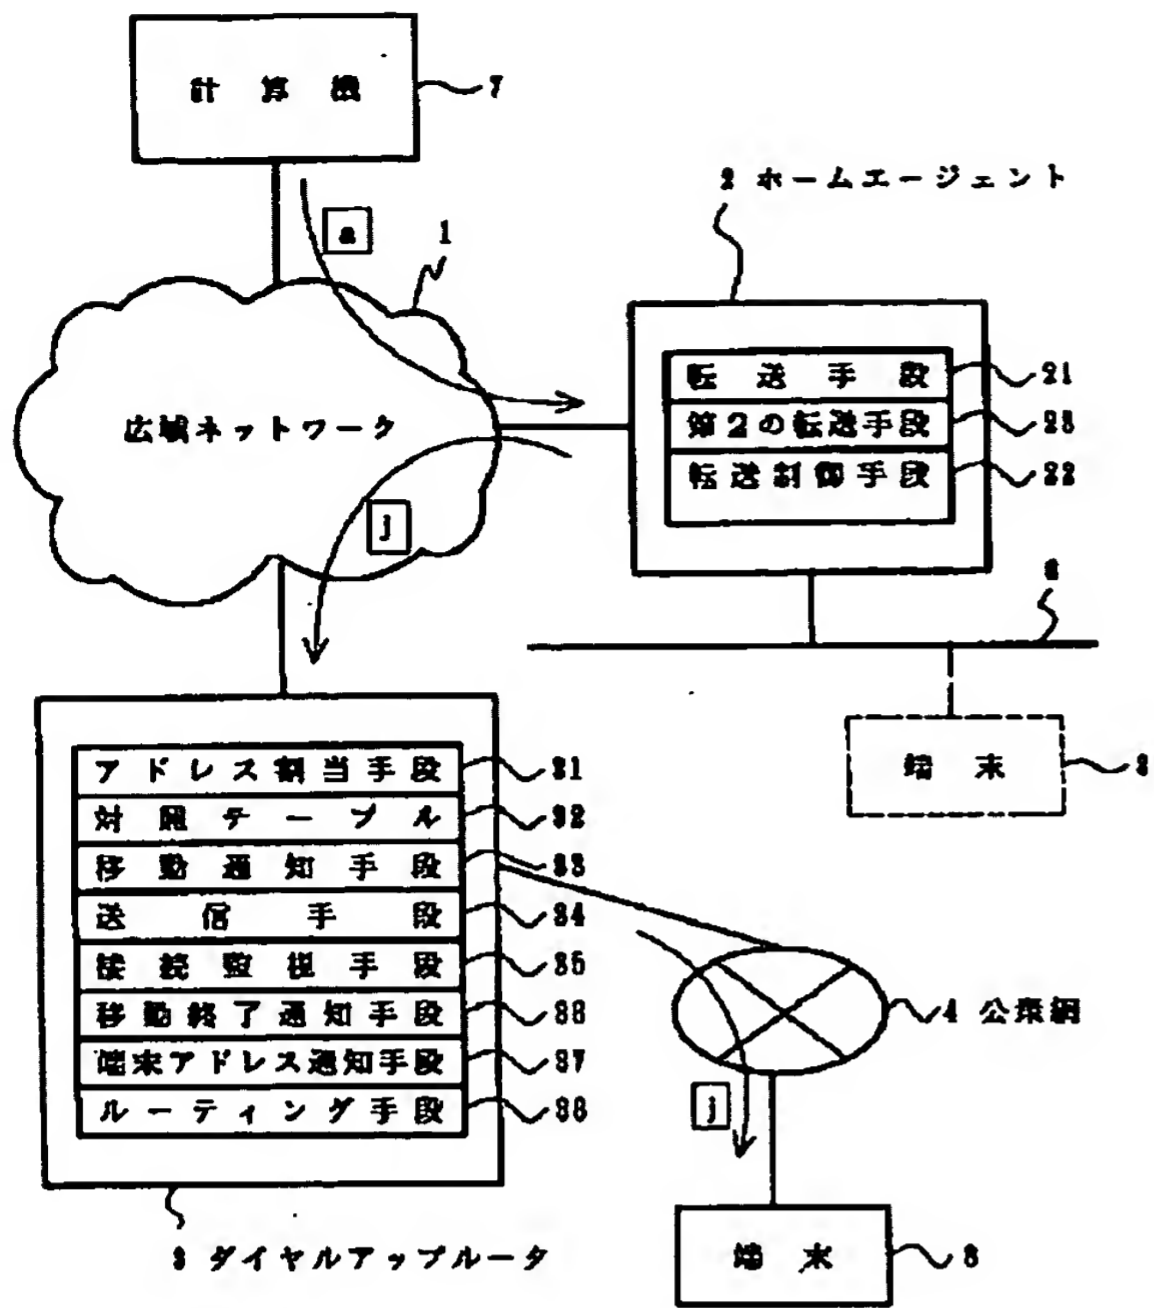 計算機
7
2 ホームエージェント
a
1
転送手段
21
広域ネットワーク
第2の転送手段
23
転送制御手段
22
j
アドレス割当手段
31
端末
対照テーブル
32
移動通知手段
33
送信手段
34
接続監視手段
35
移動終了通知手段
36
4 公衆網
端末アドレス通知手段
37
j
ルーティング手段
38
3 ダイヤルアップルータ
端末